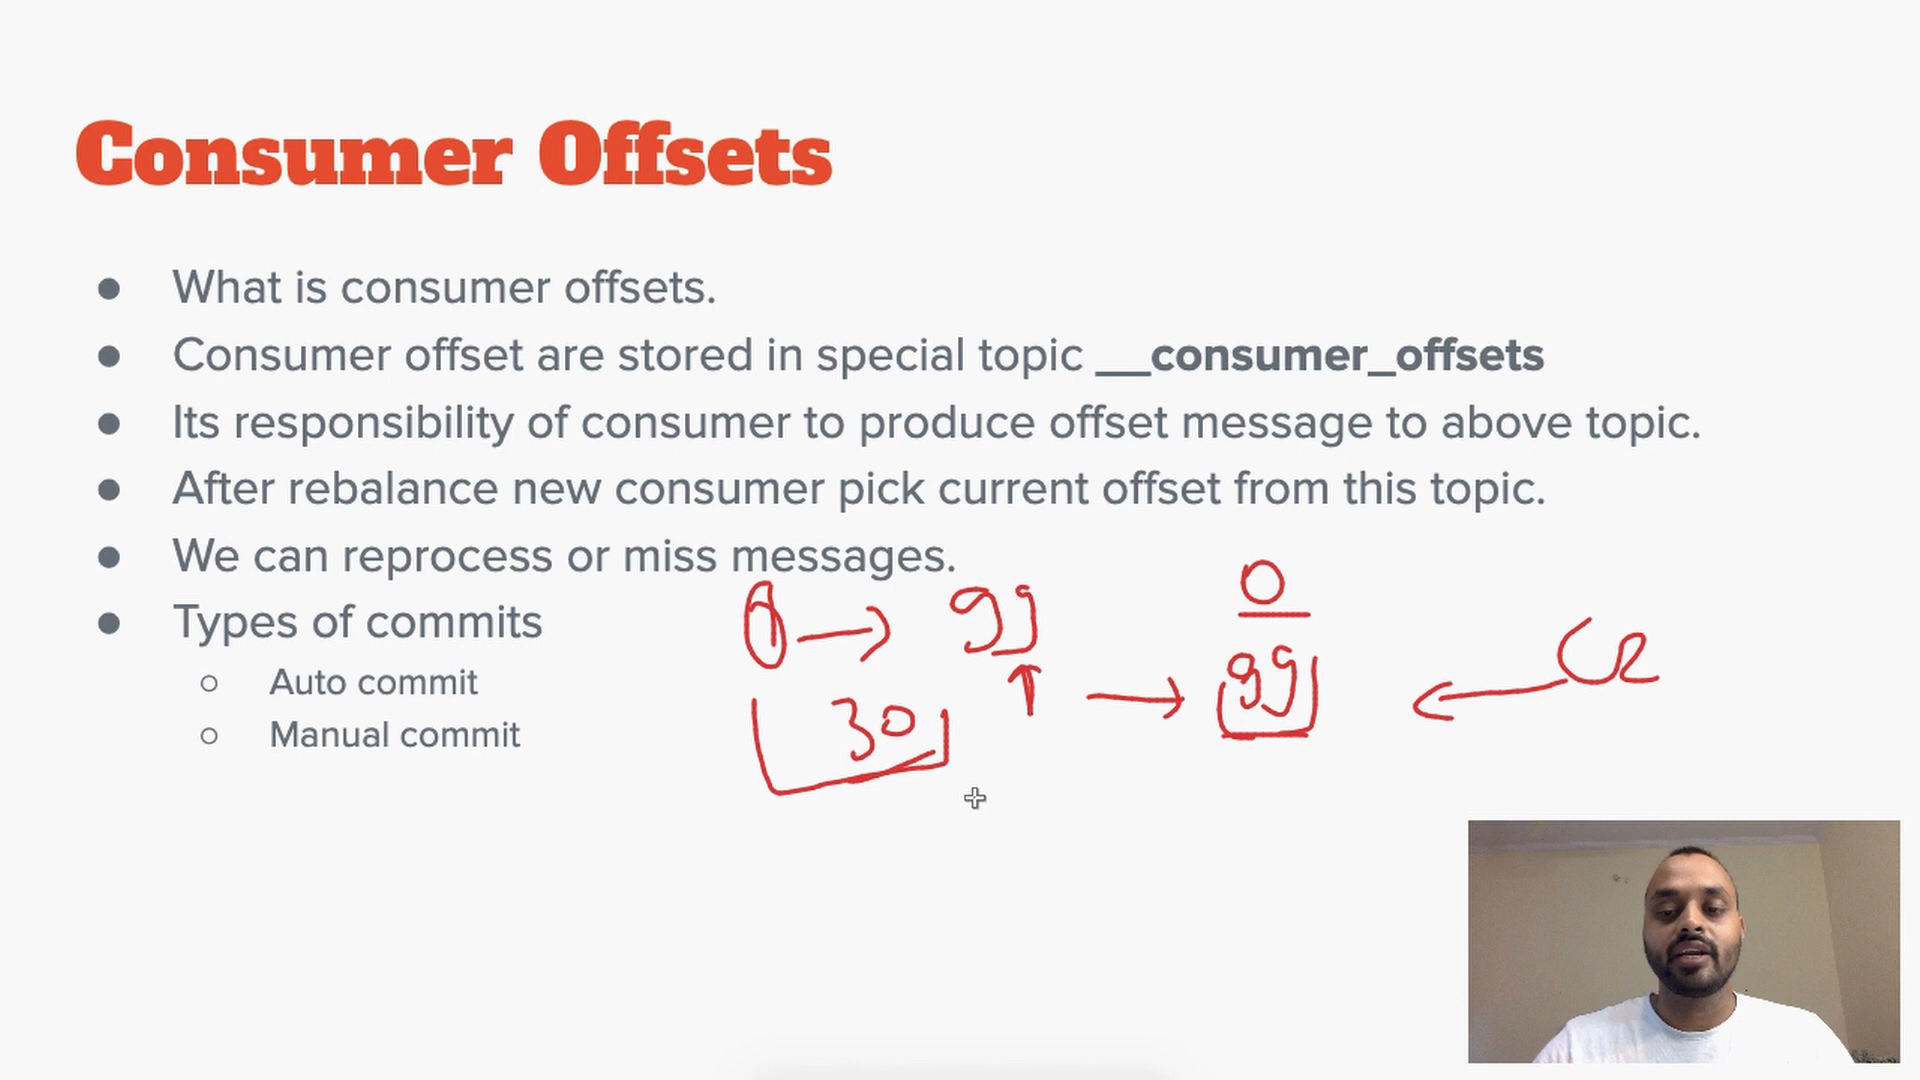 Consumer Offsets
What is consumer offsets.
Consumer offset are stored in special topic __consumer_offsets
Its responsibility of consumer to produce offset message to above topic.
After rebalance new consumer pick current offset from this topic.
We can reprocess or miss messages.
Types of commits
Auto commit
Manual commit
0
99
30
99
C2